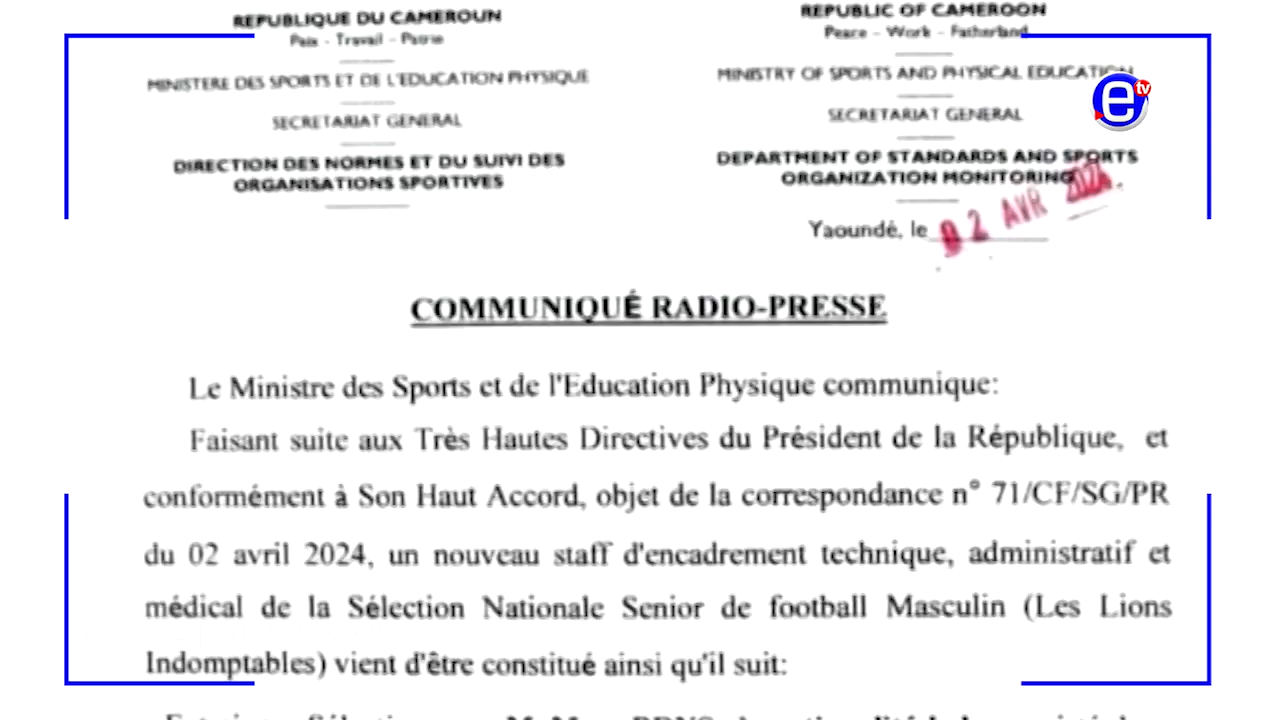 REPUBLIQUE DU CAMEROUN
Paix - Travail - Patrie
MINISTERE DES SPORTS ET DE L'EDUCATION PHYSIQUE
SECRETARIAT GENERAL
DIRECTION DES NORMES ET DU SUIVI DES
ORGANISATIONS SPORTIVES
REPUBLIC OF CAMEROON
Peace - Work - Fatherland
MINISTRY OF SPORTS AND PHYSICAL EDUCATION
SECRETARIAT GENERAL
DEPARTMENT OF STANDARDS AND SPORTS
ORGANIZATION MONITORING
e tv
Yaoundé, le 02 AVR 2024
COMMUNIQUÉ RADIO-PRESSE
Le Ministre des Sports et de l'Education Physique communique:
Faisant suite aux Très Hautes Directives du Président de la République, et
conformément à Son Haut Accord, objet de la correspondance n° 71/CF/SG/PR
du 02 avril 2024, un nouveau staff d'encadrement technique, administratif et
médical de la Sélection Nationale Senior de football Masculin (Les Lions
Indomptables) vient d'être constitué ainsi qu'il suit: